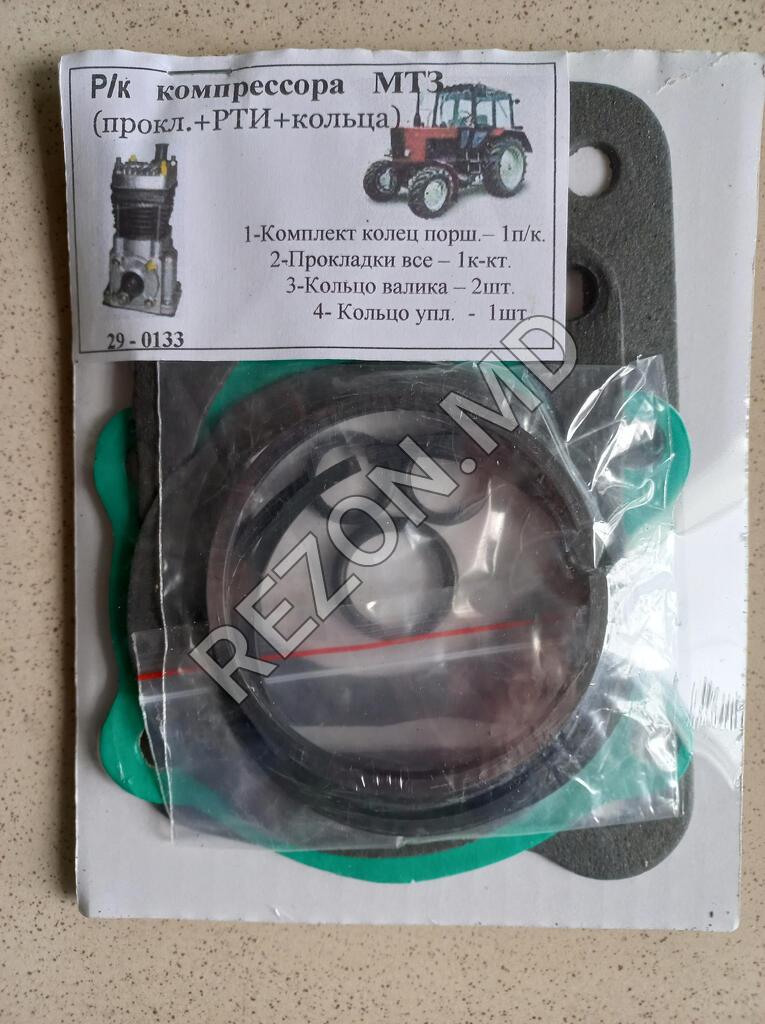 Р/к компрессора МТЗ
(прокл.+РТИ+кольца)
1-Комплект колец порш.– 1п/к.
2-Прокладки все – 1к-кт.
3-Кольцо валика – 2шт.
4- Кольцо упл. - 1шт.
29 - 0133
REZON.MD